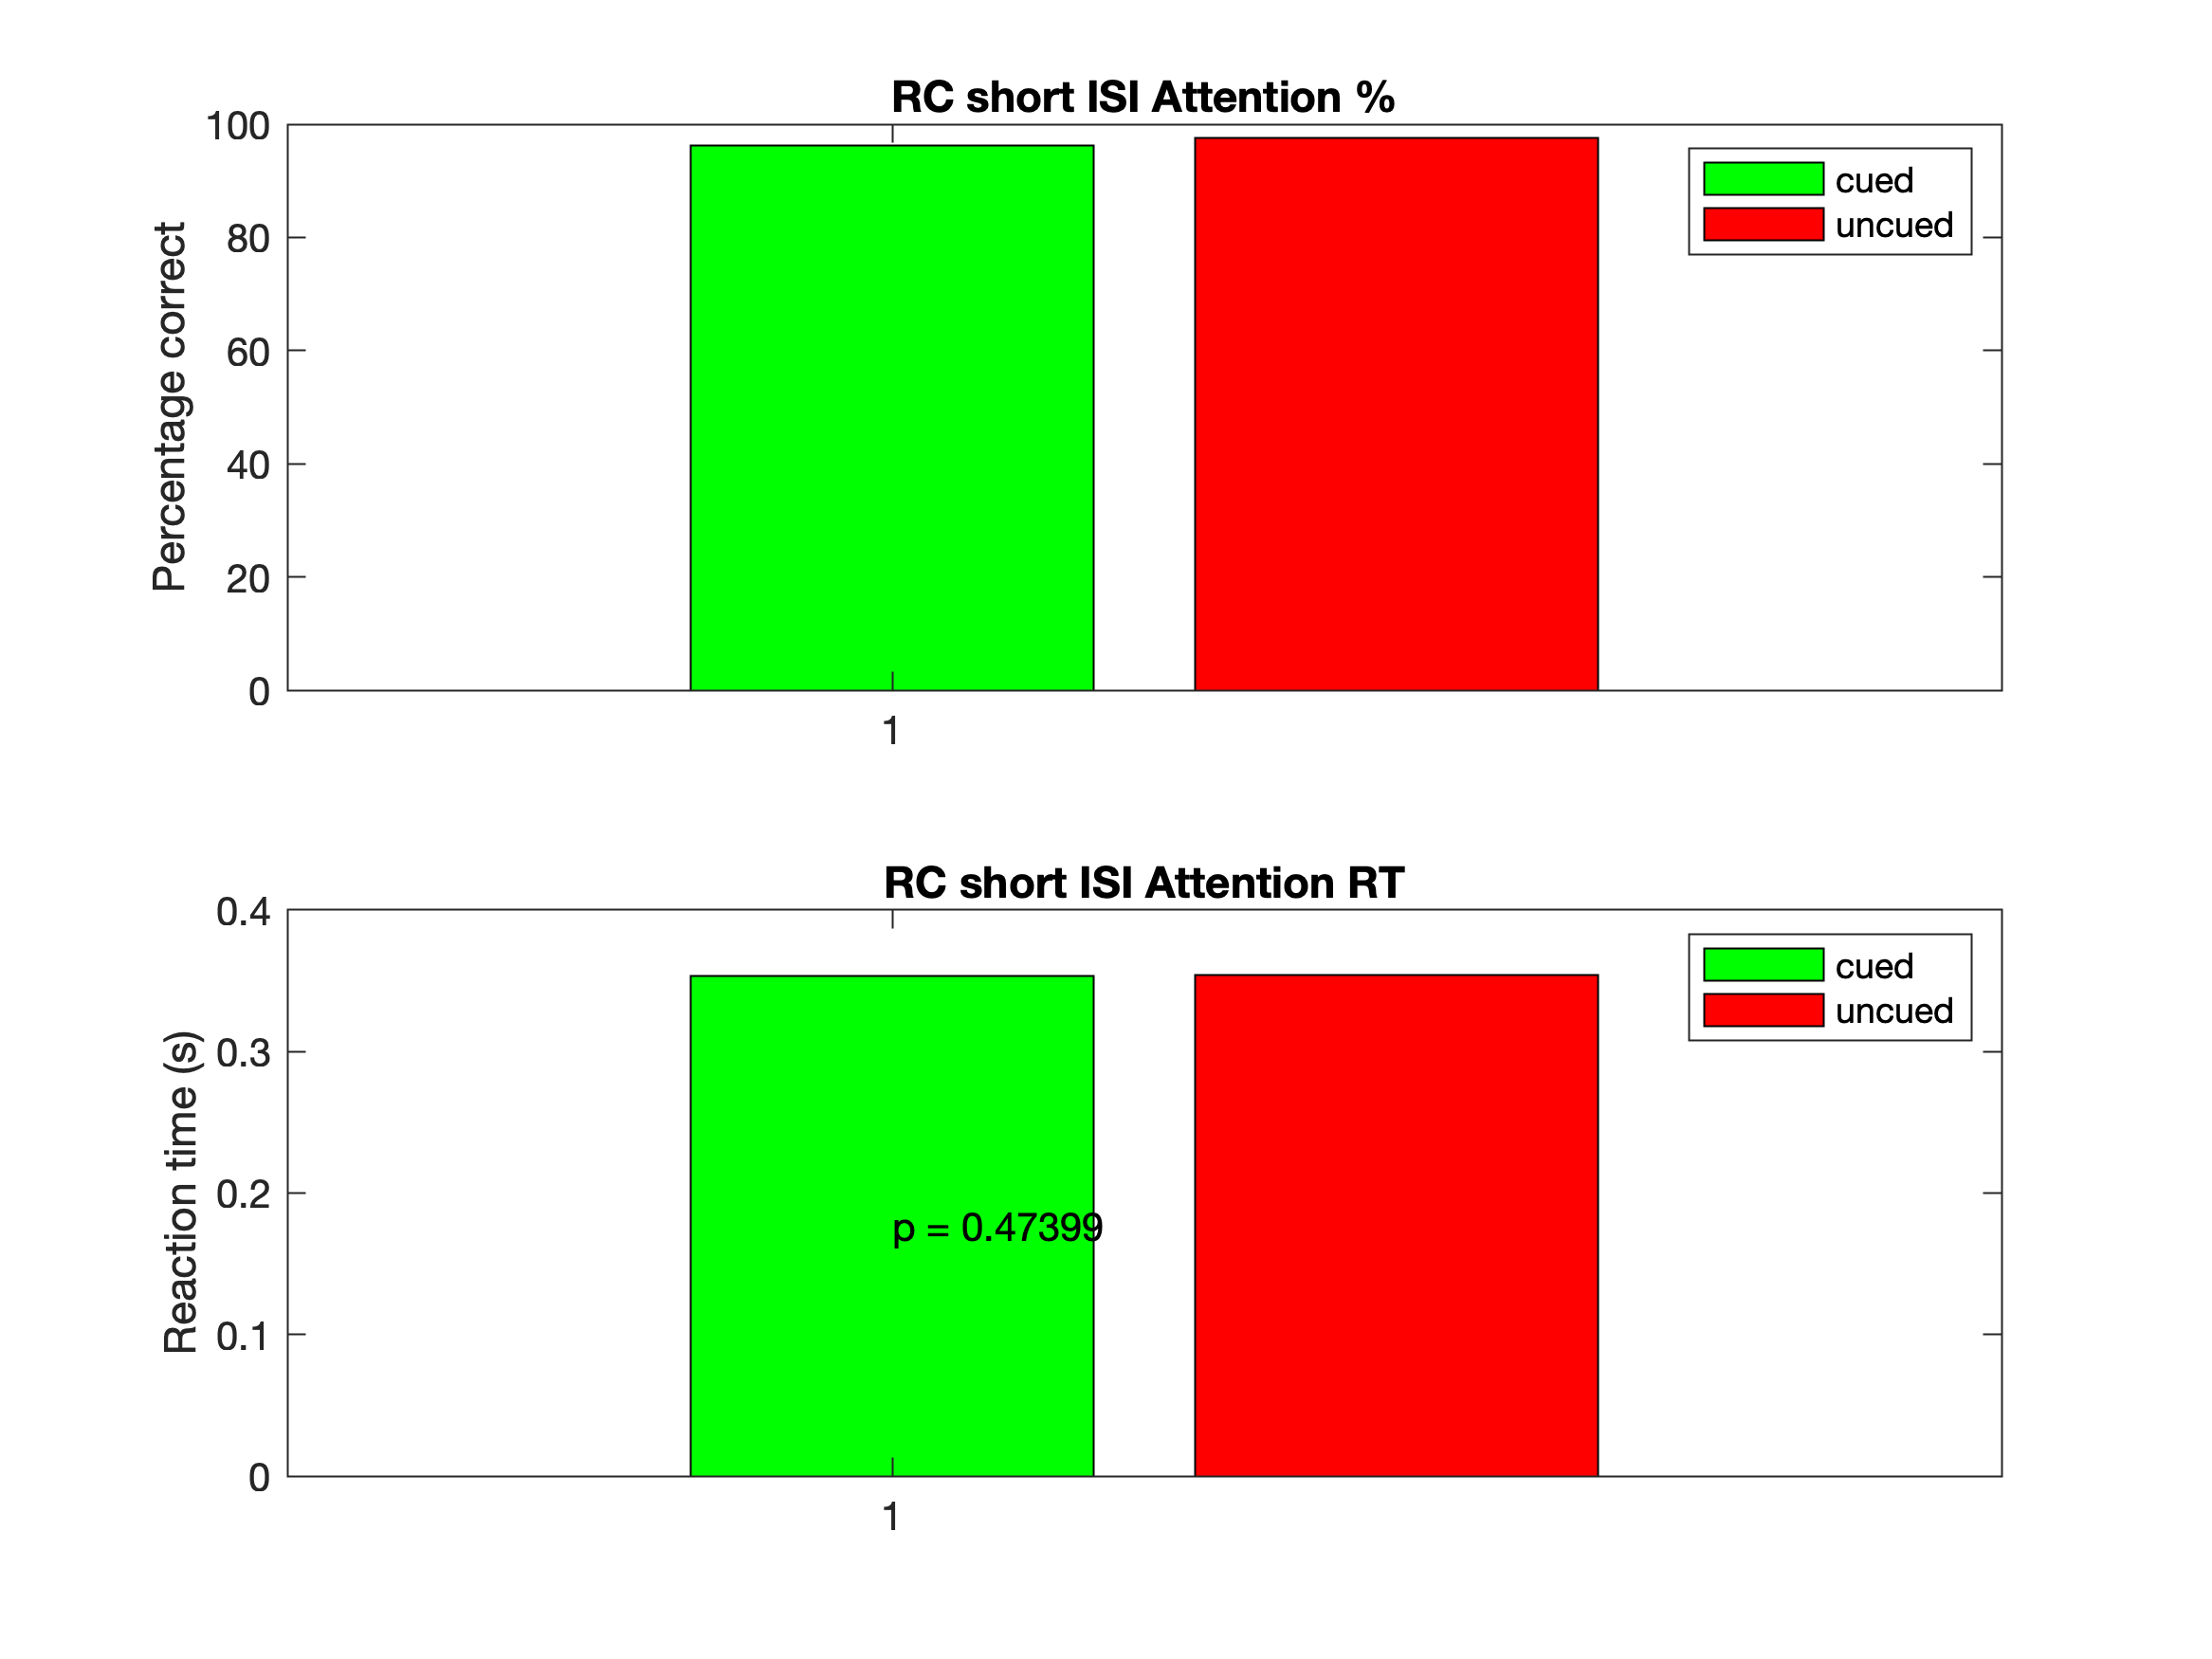 RC short ISI Attention %
100
80
60
40
20
0
Percentage correct
cued
uncued
1
RC short ISI Attention RT
0.4
0.3
0.2
0.1
0
Reaction time (s)
cued
uncued
p = 0.47399
1